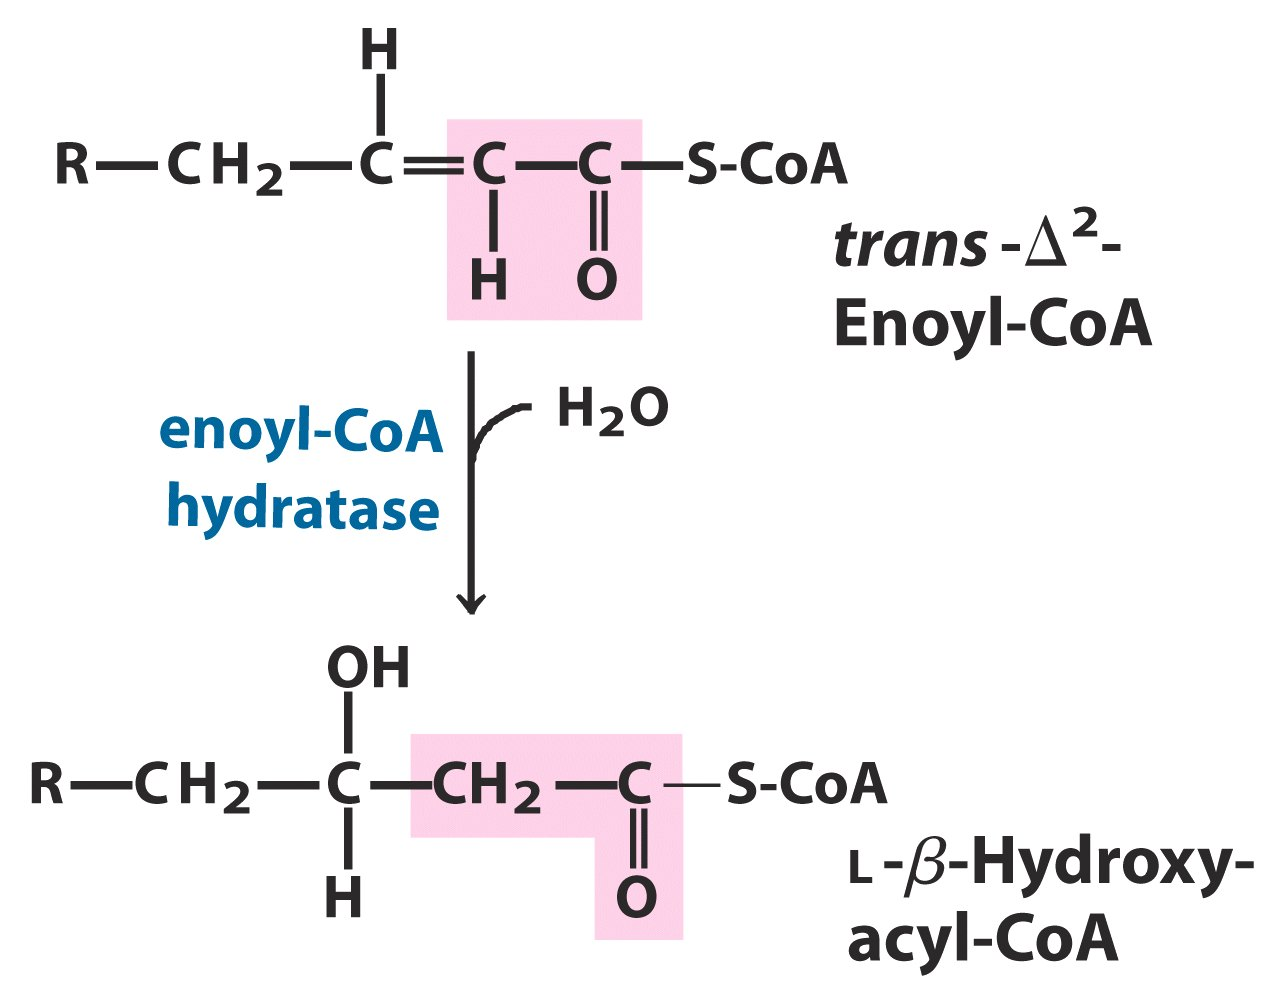 H
R—CH₂—C=C—C—S-CoA
H O
trans-Δ²-
Enoyl-CoA
enoyl-CoA
hydratase
H₂O
OH
R—CH₂—C—CH₂—C—S-CoA
H O
L-β-Hydroxy-
acyl-CoA